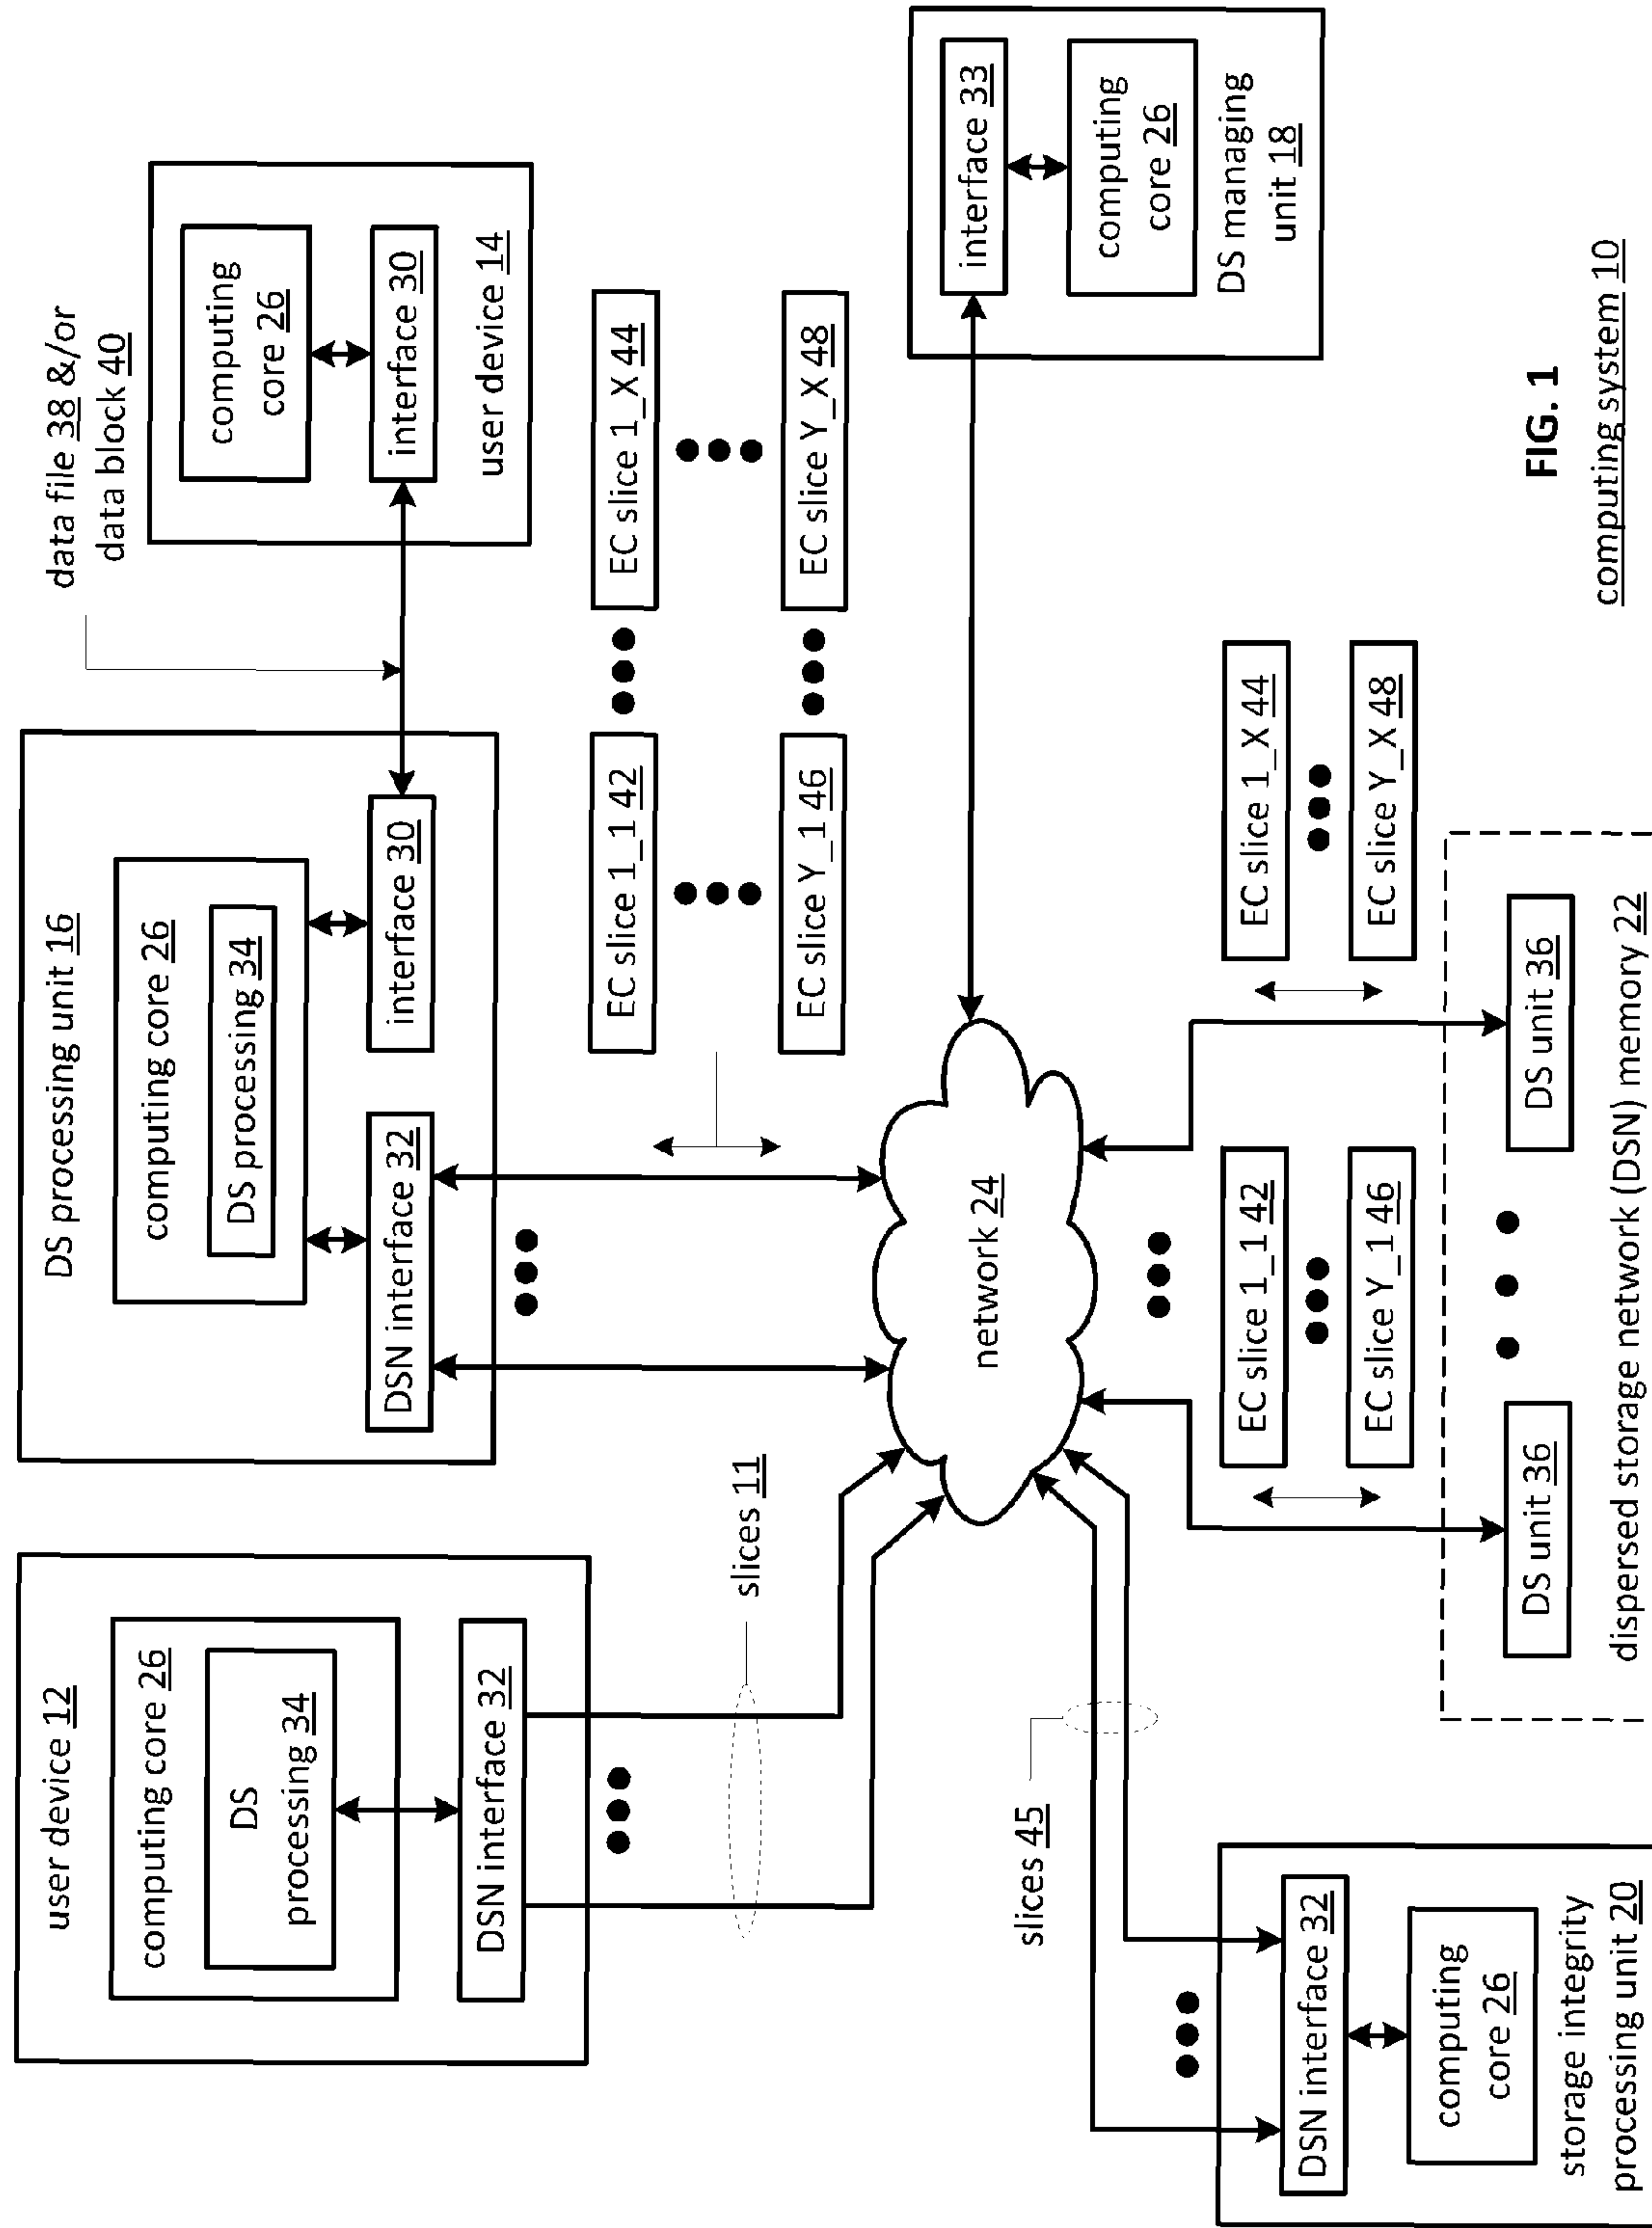 user device 12
computing core 26
DS
processing 34
DSN interface 32
slices 11
DS processing unit 16
computing core 26
DS processing 34
DSN interface 32
interface 30
data file 38 &/or
data block 40
computing
core 26
interface 30
user device 14
EC slice 1_1 42
EC slice 1_X 44
EC slice Y_1 46
EC slice Y_X 48
network 24
interface 33
computing
core 26
DS managing
unit 18
slices 45
DSN interface 32
computing
core 26
storage integrity
processing unit 20
EC slice 1_1 42
EC slice Y_1 46
EC slice 1_X 44
EC slice Y_X 48
DS unit 36
DS unit 36
dispersed storage network (DSN) memory 22
FIG. 1
computing system 10